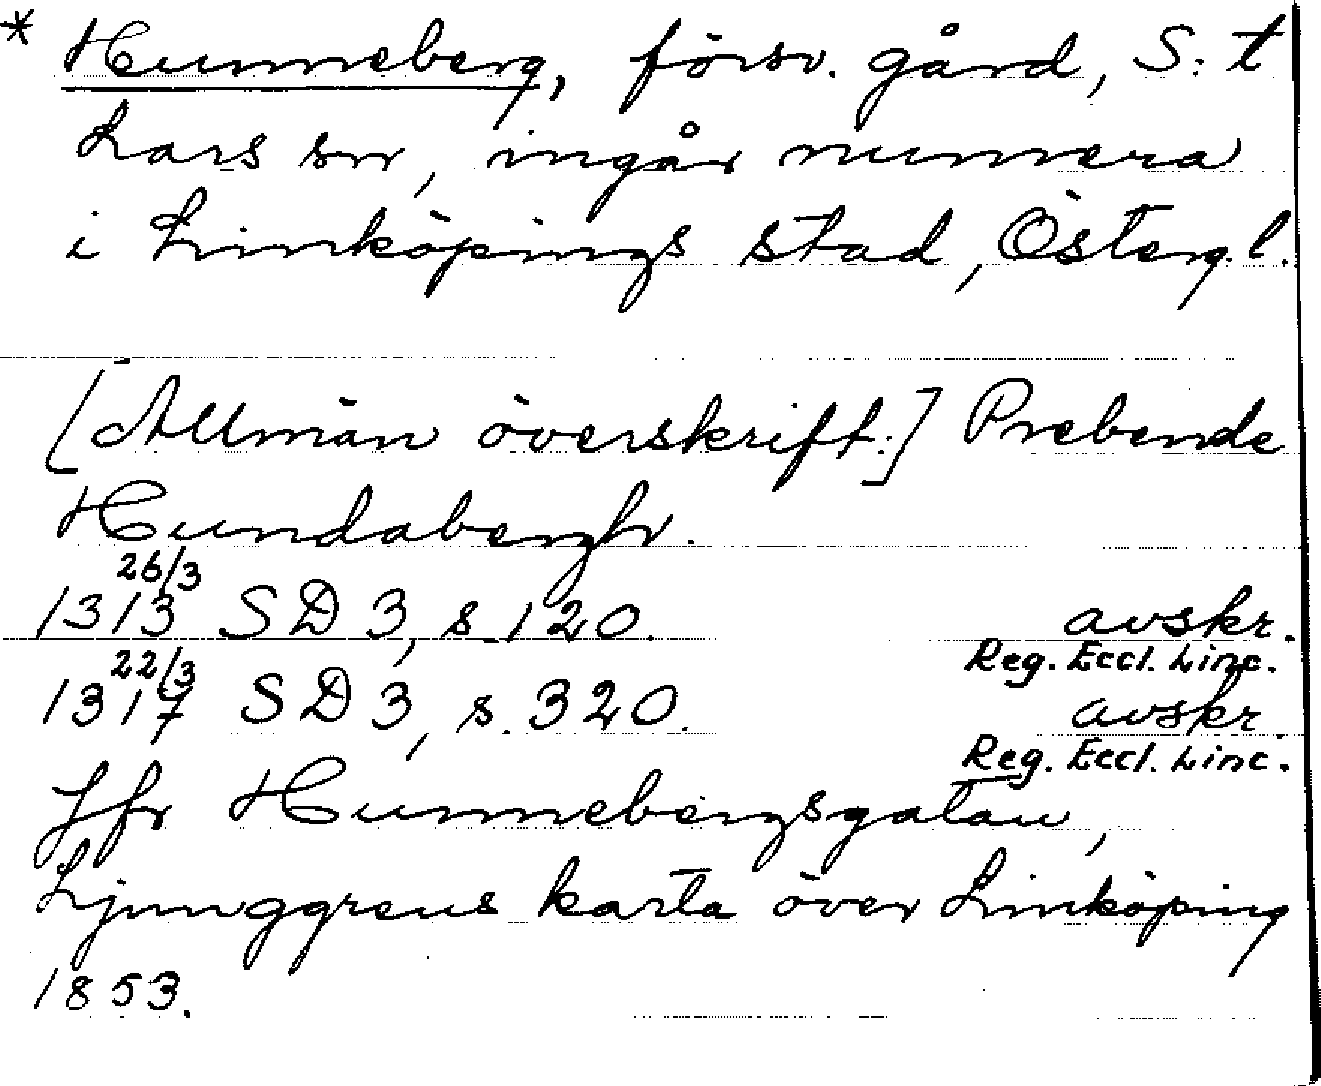 * Hunneberg, försv. gård, S:t
Lars sn, ingår numera
i Linköpings stad, Östergl.
[Allmän överskrift:] Prebende
Hundabergh.
1313 26/3 SD 3, s. 120. avskr.
Reg. Eccl. Linc.
1317 22/3 SD 3, s. 320. avskr.
Reg. Eccl. Linc.
Jfr Hunnebergsgatan,
Ljunggrens karta över Linköping
1853.